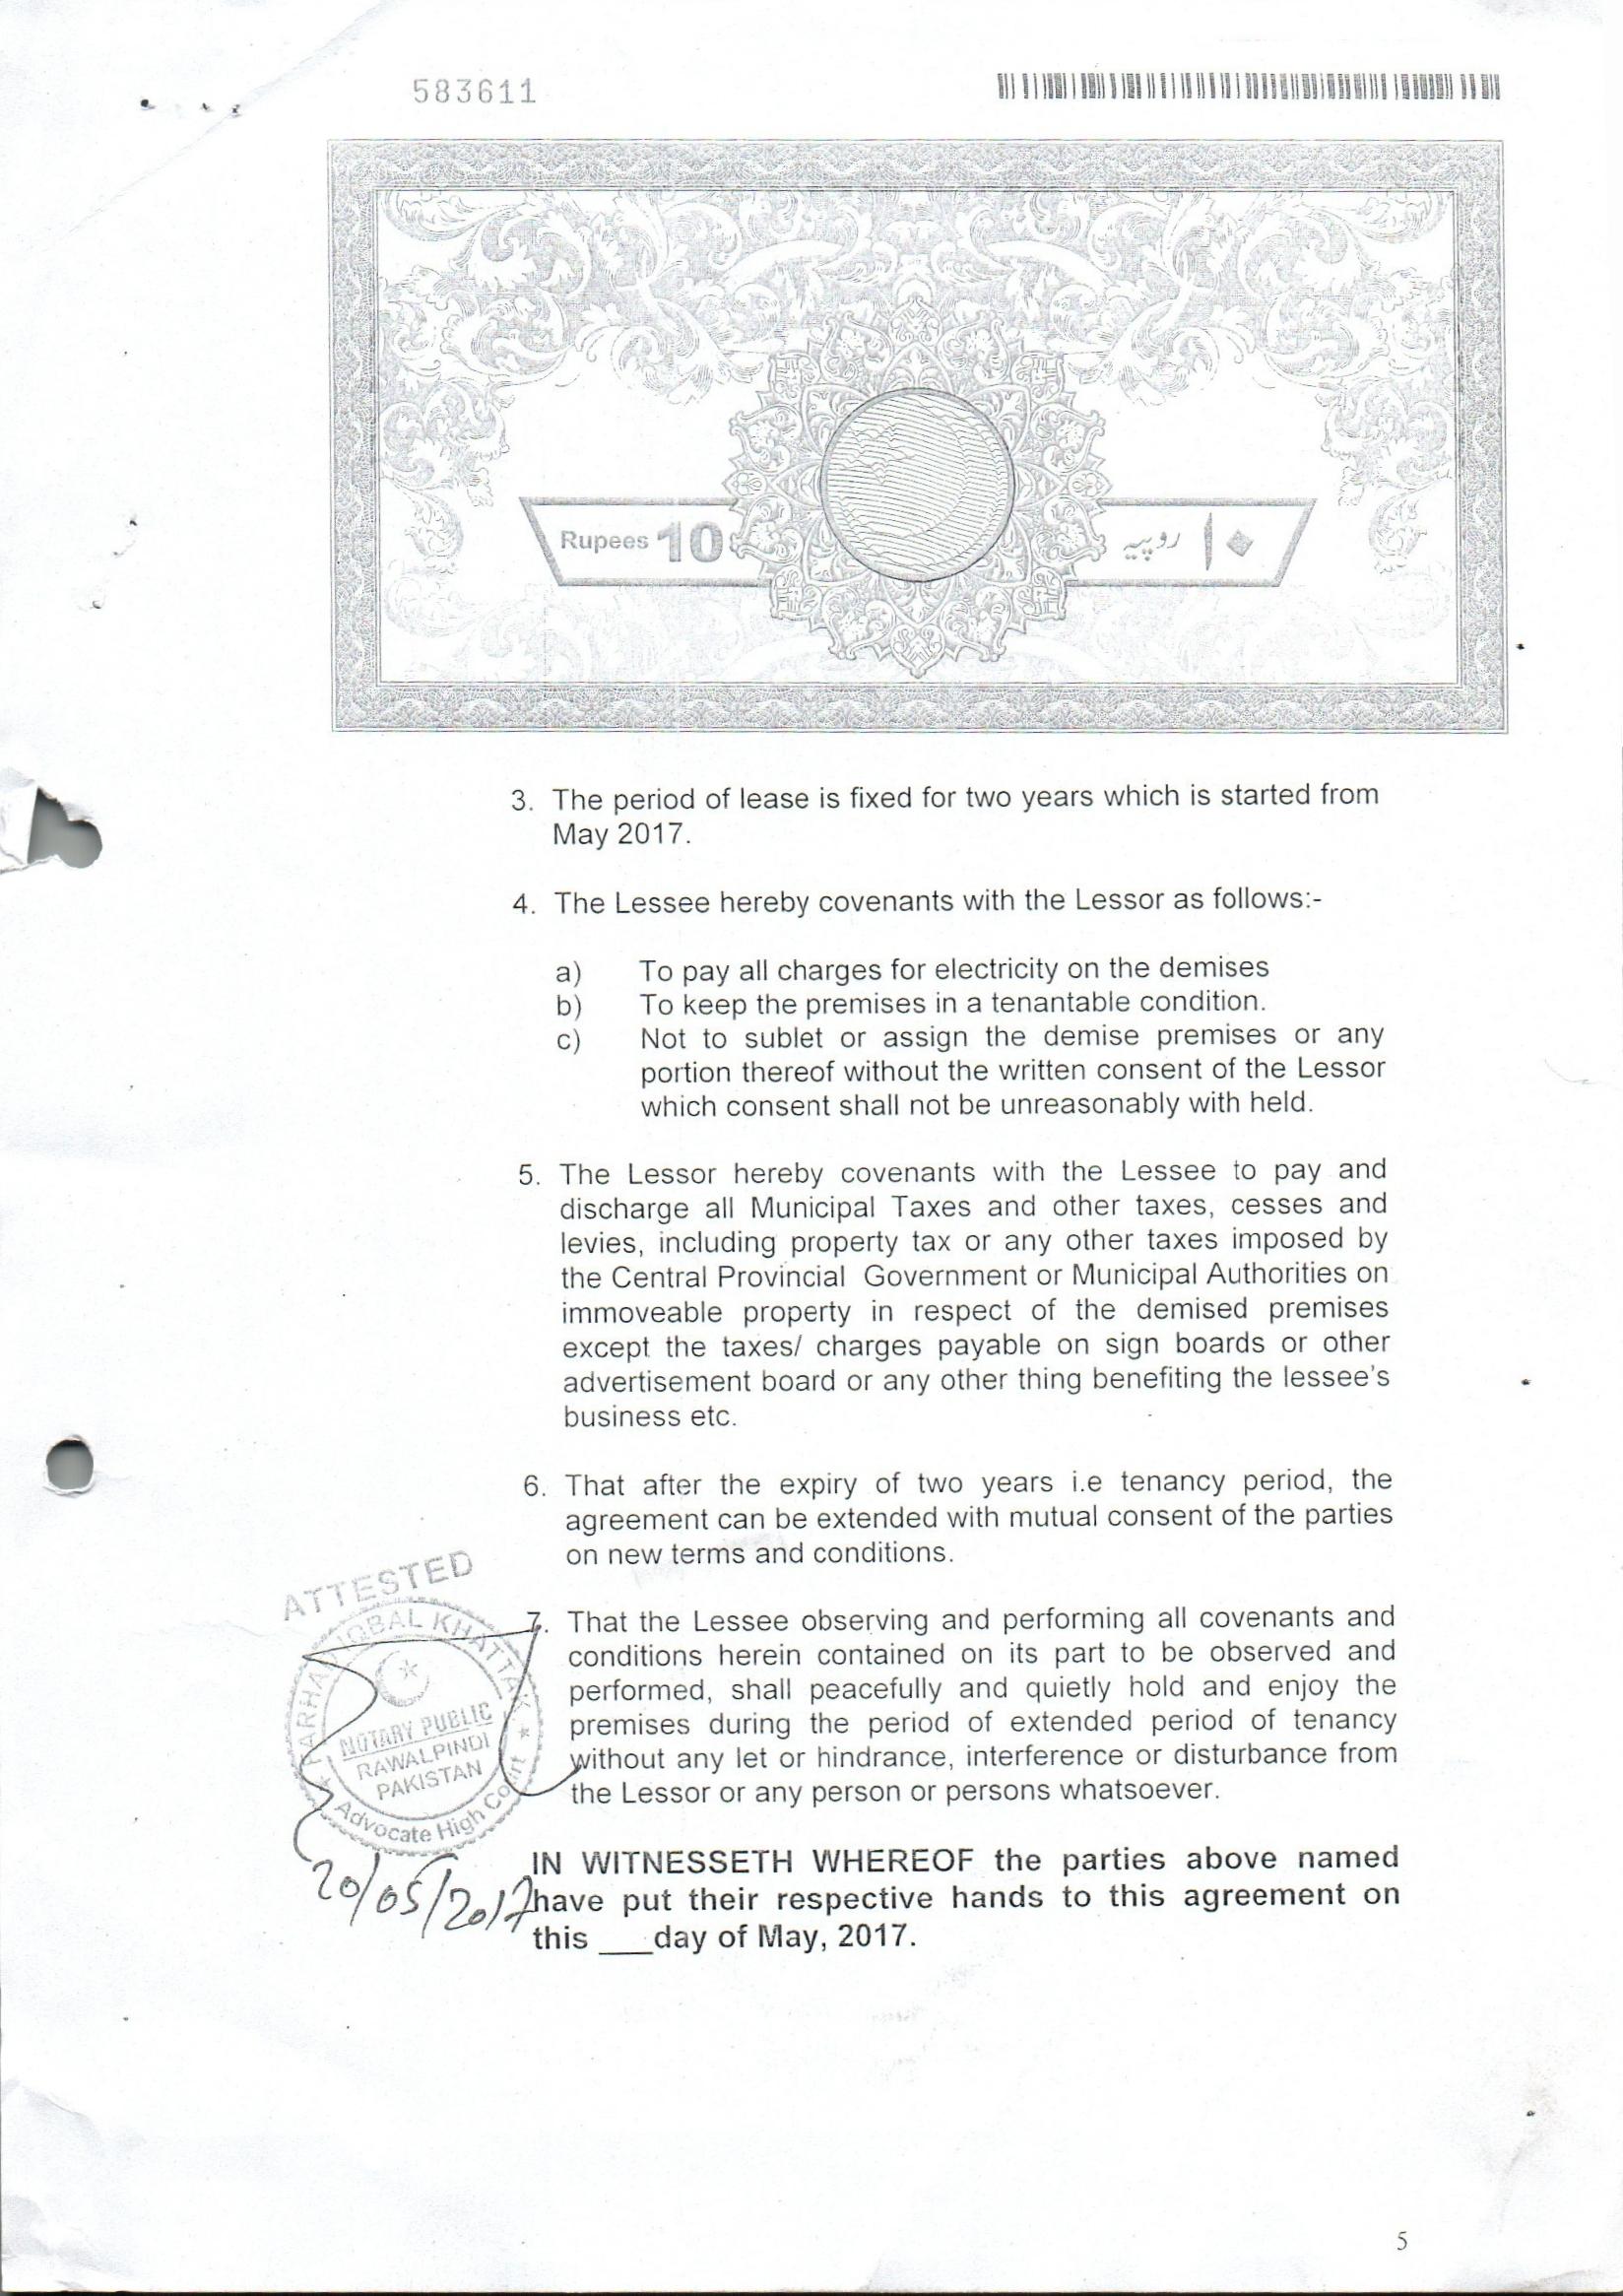 583611
Rupees 10
۱۰ روپیہ
3. The period of lease is fixed for two years which is started from
May 2017.
4. The Lessee hereby covenants with the Lessor as follows:-
a) To pay all charges for electricity on the demises
b) To keep the premises in a tenantable condition.
c) Not to sublet or assign the demise premises or any
portion thereof without the written consent of the Lessor
which consent shall not be unreasonably with held.
5. The Lessor hereby covenants with the Lessee to pay and
discharge all Municipal Taxes and other taxes, cesses and
levies, including property tax or any other taxes imposed by
the Central Provincial Government or Municipal Authorities on
immoveable property in respect of the demised premises
except the taxes/ charges payable on sign boards or other
advertisement board or any other thing benefiting the lessee's
business etc.
6. That after the expiry of two years i.e tenancy period, the
agreement can be extended with mutual consent of the parties
on new terms and conditions.
ATTESTED
FARHAN IQBAL KHATTAK
NOTARY PUBLIC
RAWALPINDI
PAKISTAN
Advocate High Court
20/05/2017
7. That the Lessee observing and performing all covenants and
conditions herein contained on its part to be observed and
performed, shall peacefully and quietly hold and enjoy the
premises during the period of extended period of tenancy
without any let or hindrance, interference or disturbance from
the Lessor or any person or persons whatsoever.
IN WITNESSETH WHEREOF the parties above named
have put their respective hands to this agreement on
this ___day of May, 2017.
5